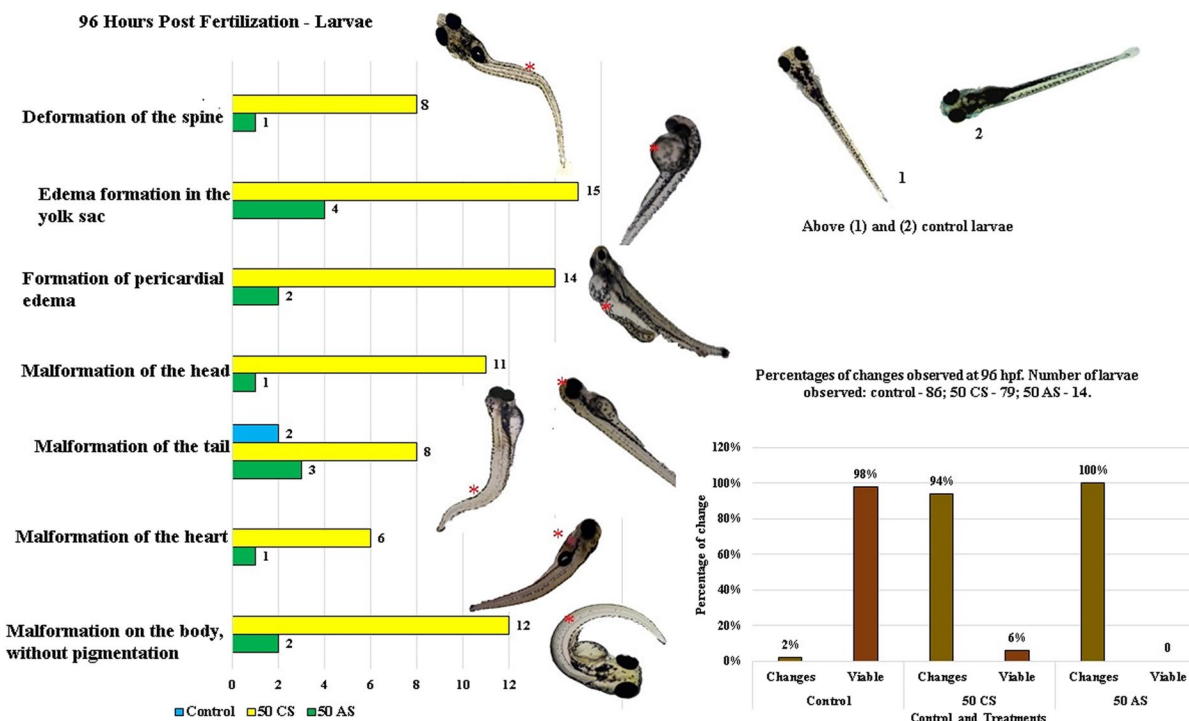 96 Hours Post Fertilization - Larvae
Deformation of the spine
8
1
Edema formation in the
yolk sac
15
4
Formation of pericardial
edema
14
2
Malformation of the head
11
1
Malformation of the tail
2
8
3
Malformation of the heart
6
1
Malformation on the body,
without pigmentation
12
2
0 2 4 6 8 10 12
Control 50 CS 50 AS
1
2
Above (1) and (2) control larvae
Percentages of changes observed at 96 hpf. Number of larvae
observed: control - 86; 50 CS - 79; 50 AS - 14.
Percentage of change
120%
100%
80%
60%
40%
20%
0%
2%
98%
94%
6%
100%
0
Changes Viable Changes Viable Changes Viable
Control 50 CS 50 AS
Control and Treatments